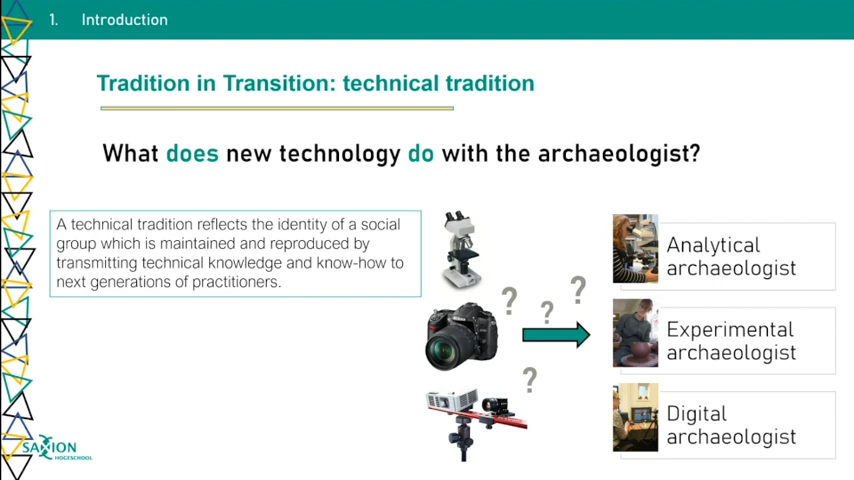 1. Introduction
Tradition in Transition: technical tradition
What does new technology do with the archaeologist?
A technical tradition reflects the identity of a social
group which is maintained and reproduced by
transmitting technical knowledge and know-how to
next generations of practitioners.
? ? ?
?
Analytical
archaeologist
Experimental
archaeologist
Digital
archaeologist
SAXION
HOGESCHOOL